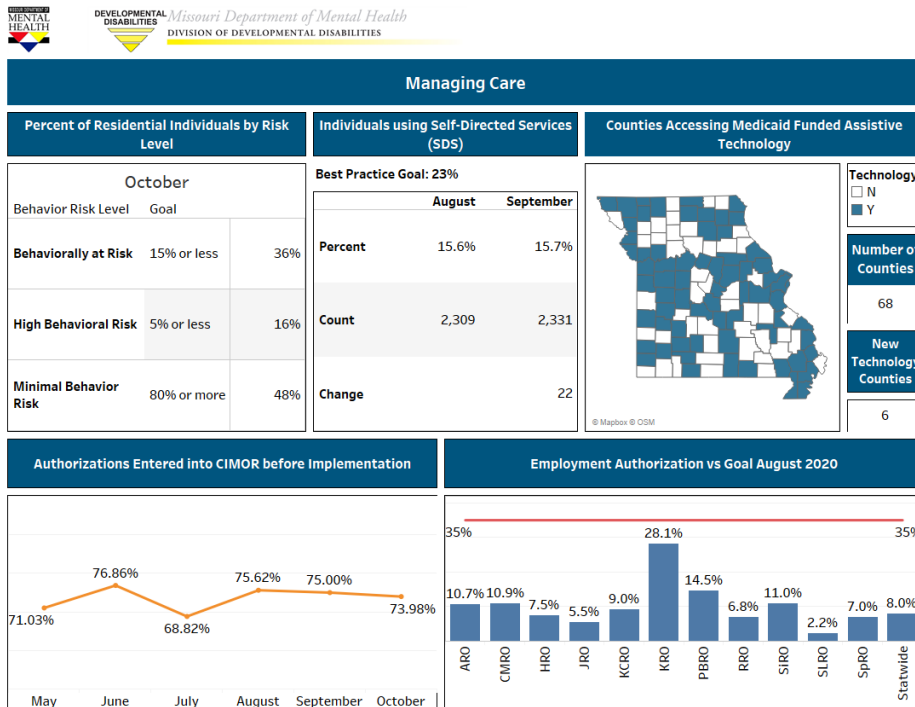 MISSOURI DEPARTMENT OF
MENTAL
HEALTH
DEVELOPMENTAL
DISABILITIES
Missouri Department of Mental Health
DIVISION OF DEVELOPMENTAL DISABILITIES
Managing Care
Percent of Residential Individuals by Risk
Level
October
Behavior Risk Level Goal
Behaviorally at Risk 15% or less 36%
High Behavioral Risk 5% or less 16%
Minimal Behavior
Risk 80% or more 48%
Individuals using Self-Directed Services
(SDS)
Best Practice Goal: 23%
August September
Percent 15.6% 15.7%
Count 2,309 2,331
Change 22
Counties Accessing Medicaid Funded Assistive
Technology
© Mapbox © OSM
Technology
N
Y
Number of
Counties
68
New
Technology
Counties
6
Authorizations Entered into CIMOR before Implementation
71.03% 76.86% 68.82% 75.62% 75.00% 73.98%
May June July August September October
Employment Authorization vs Goal August 2020
35% 35%
10.7% 10.9% 7.5% 5.5% 9.0% 28.1% 14.5% 6.8% 11.0% 2.2% 7.0% 8.0%
ARO CMRO HRO JRO KCRO KRO PBRO RRO SiRO SLRO SpRO Statewide